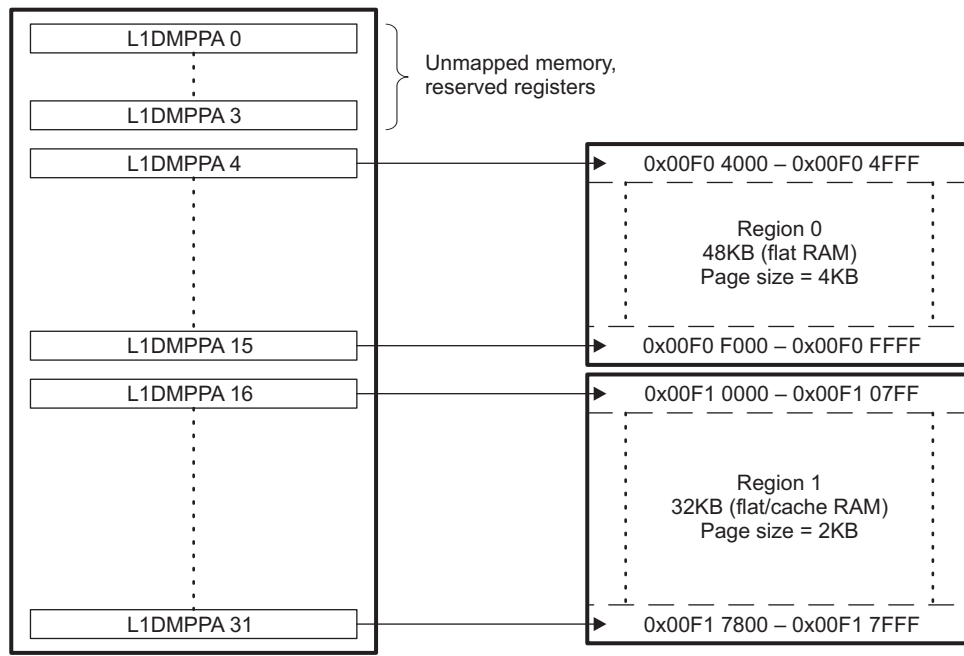 L1DMPPA 0
Unmapped memory,
reserved registers
L1DMPPA 3
L1DMPPA 4
0x00F0 4000 – 0x00F0 4FFF
Region 0
48KB (flat RAM)
Page size = 4KB
L1DMPPA 15
0x00F0 F000 – 0x00F0 FFFF
L1DMPPA 16
0x00F1 0000 – 0x00F1 07FF
Region 1
32KB (flat/cache RAM)
Page size = 2KB
L1DMPPA 31
0x00F1 7800 – 0x00F1 7FFF